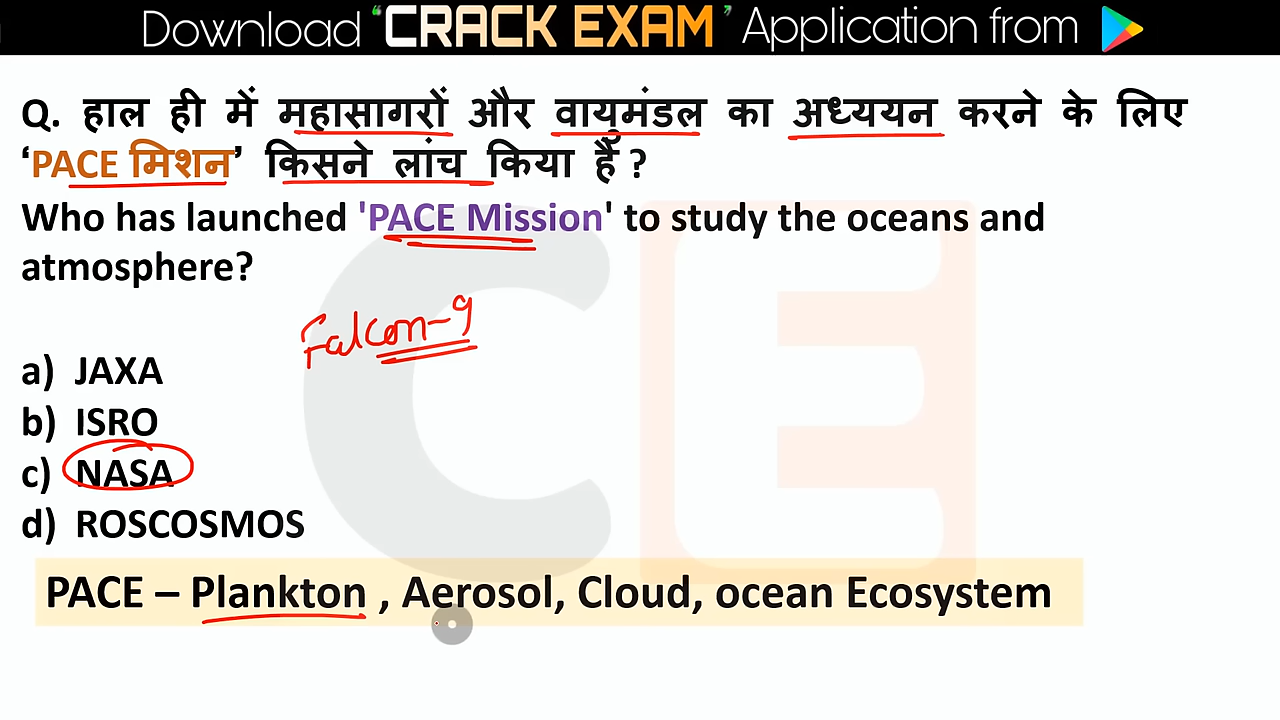 Download “CRACK EXAM” Application from
Q. हाल ही में महासागरों और वायुमंडल का अध्ययन करने के लिए
‘PACE मिशन’ किसने लांच किया है ?
Who has launched 'PACE Mission' to study the oceans and
atmosphere?
Falcon-9
a) JAXA
b) ISRO
c) NASA
d) ROSCOSMOS
PACE – Plankton , Aerosol, Cloud, ocean Ecosystem
CE